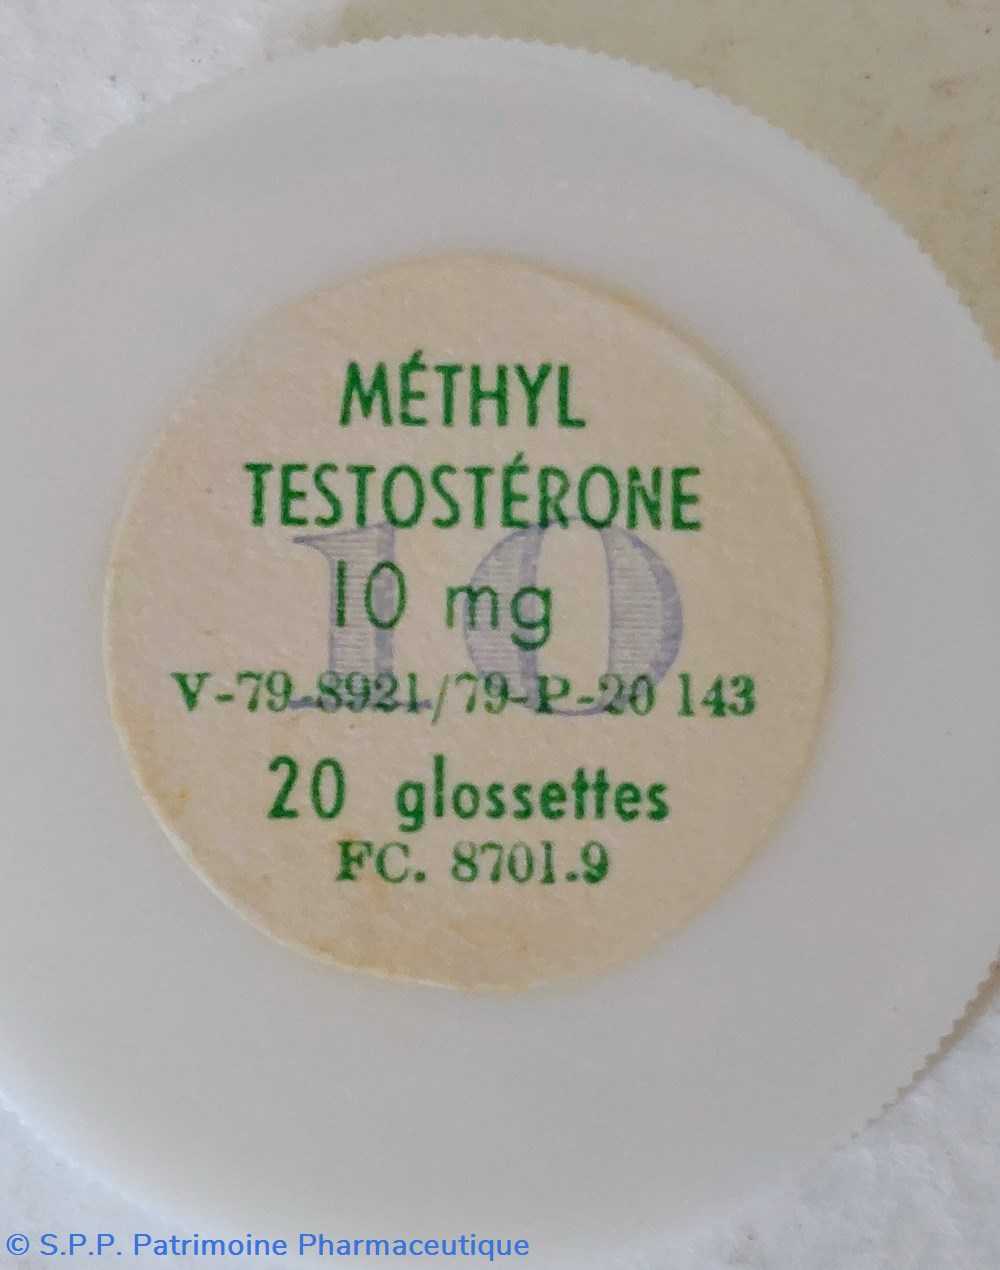 MÉTHYL
TESTOSTÉRONE
10
10 mg
V-79-8921/79-P-20 143
20 glossettes
FC. 8701.9
© S.P.P. Patrimoine Pharmaceutique